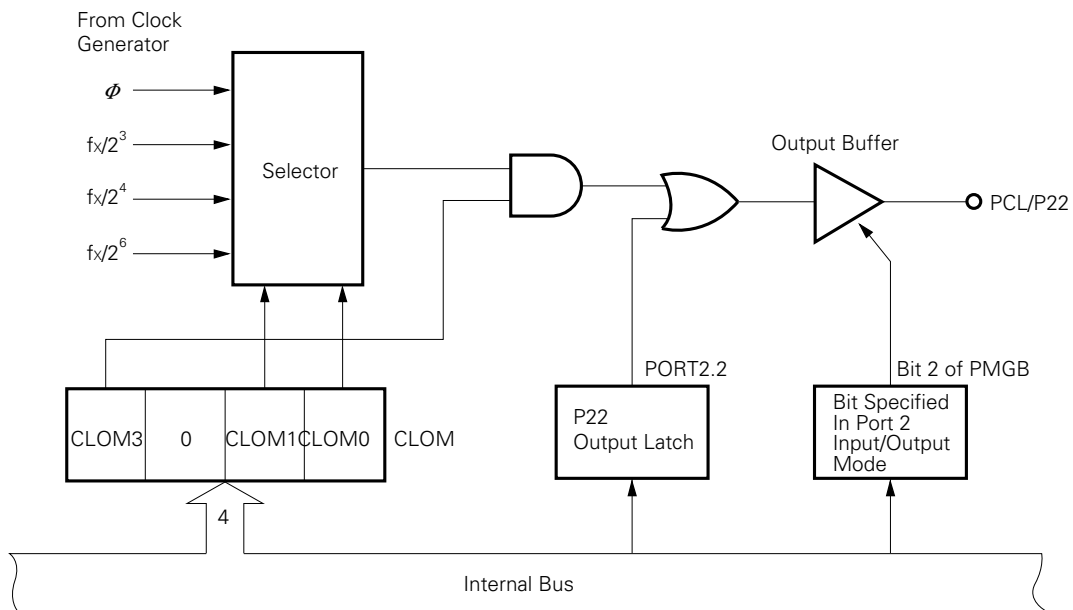 From Clock
Generator
Φ
fx/2³
fx/2⁴
fx/2⁶
Selector
Output Buffer
PCL/P22
PORT2.2
Bit 2 of PMGB
CLOM3 0 CLOM1 CLOM0 CLOM
P22
Output Latch
Bit Specified
In Port 2
Input/Output
Mode
4
Internal Bus